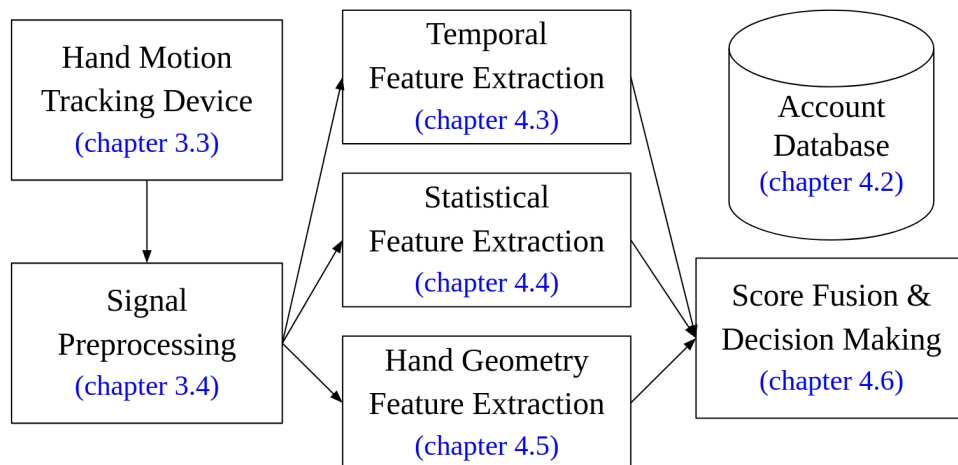 Hand Motion
Tracking Device
(chapter 3.3)
Signal
Preprocessing
(chapter 3.4)
Temporal
Feature Extraction
(chapter 4.3)
Statistical
Feature Extraction
(chapter 4.4)
Hand Geometry
Feature Extraction
(chapter 4.5)
Account
Database
(chapter 4.2)
Score Fusion &
Decision Making
(chapter 4.6)